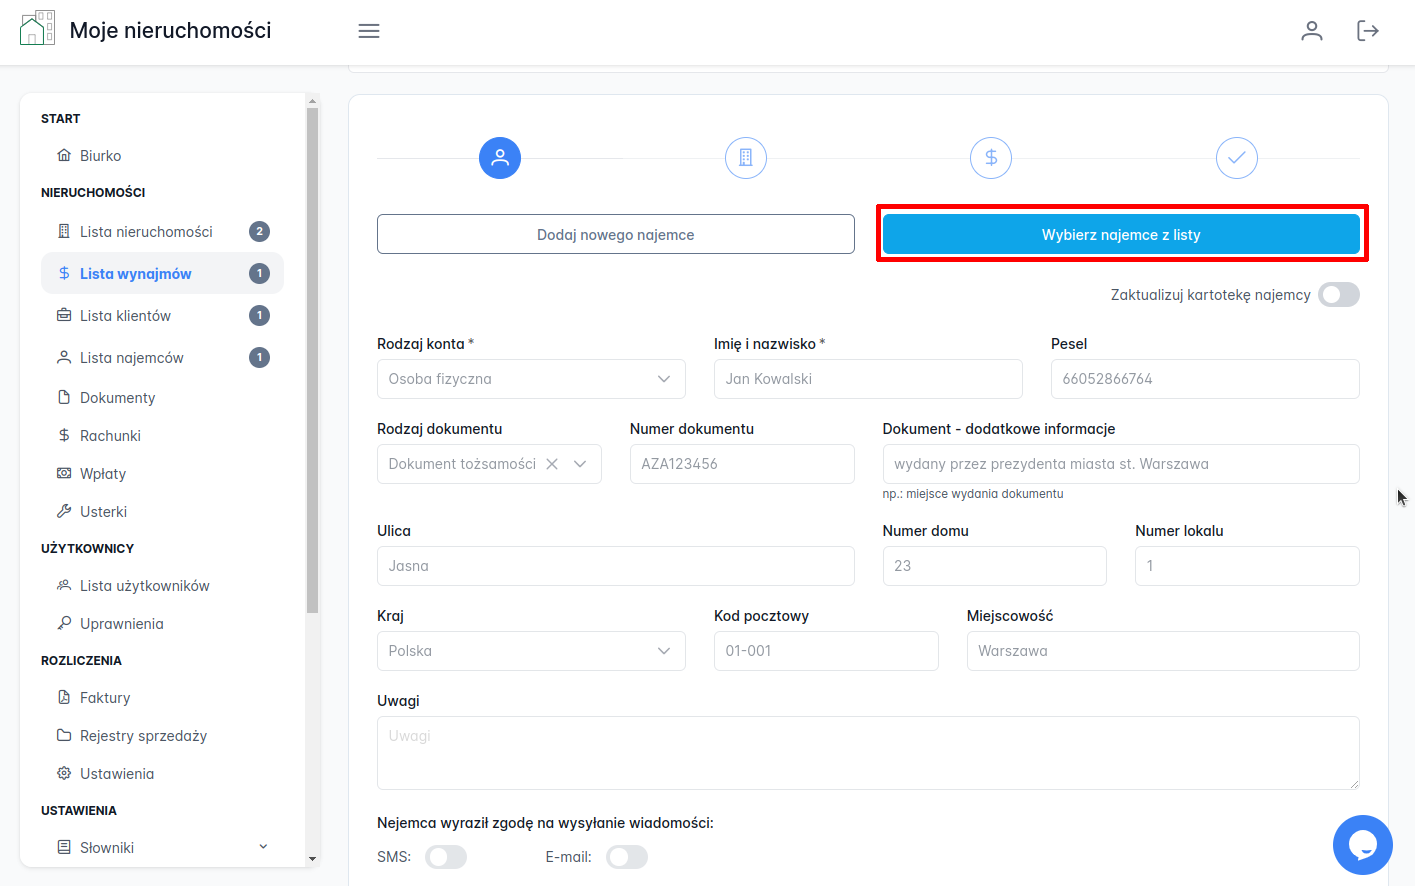 Moje nieruchomości
START
Biurko
NIERUCHOMOŚCI
Lista nieruchomości 2
Lista wynajmów 1
Lista klientów 1
Lista najemców 1
Dokumenty
Rachunki
Wpłaty
Usterki
UŻYTKOWNICY
Lista użytkowników
Uprawnienia
ROZLICZENIA
Faktury
Rejestry sprzedaży
Ustawienia
USTAWIENIA
Słowniki
Dodaj nowego najemce Wybierz najemce z listy
Zaktualizuj kartotekę najemcy
Rodzaj konta * Imię i nazwisko * Pesel
Osoba fizyczna Jan Kowalski 66052866764
Rodzaj dokumentu Numer dokumentu Dokument - dodatkowe informacje
Dokument tożsamości AZA123456 wydany przez prezydenta miasta st. Warszawa
np.: miejsce wydania dokumentu
Ulica Numer domu Numer lokalu
Jasna 23 1
Kraj Kod pocztowy Miejscowość
Polska 01-001 Warszawa
Uwagi
Uwagi
Nejemca wyraził zgodę na wysyłanie wiadomości:
SMS: E-mail: